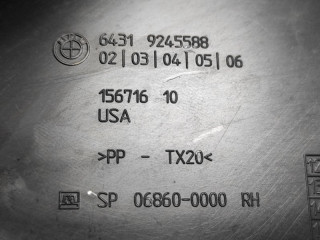 6431 9245588
02|03|04|05|06
156716 10
USA
>PP - TX20<
SP 06860-0000 RH